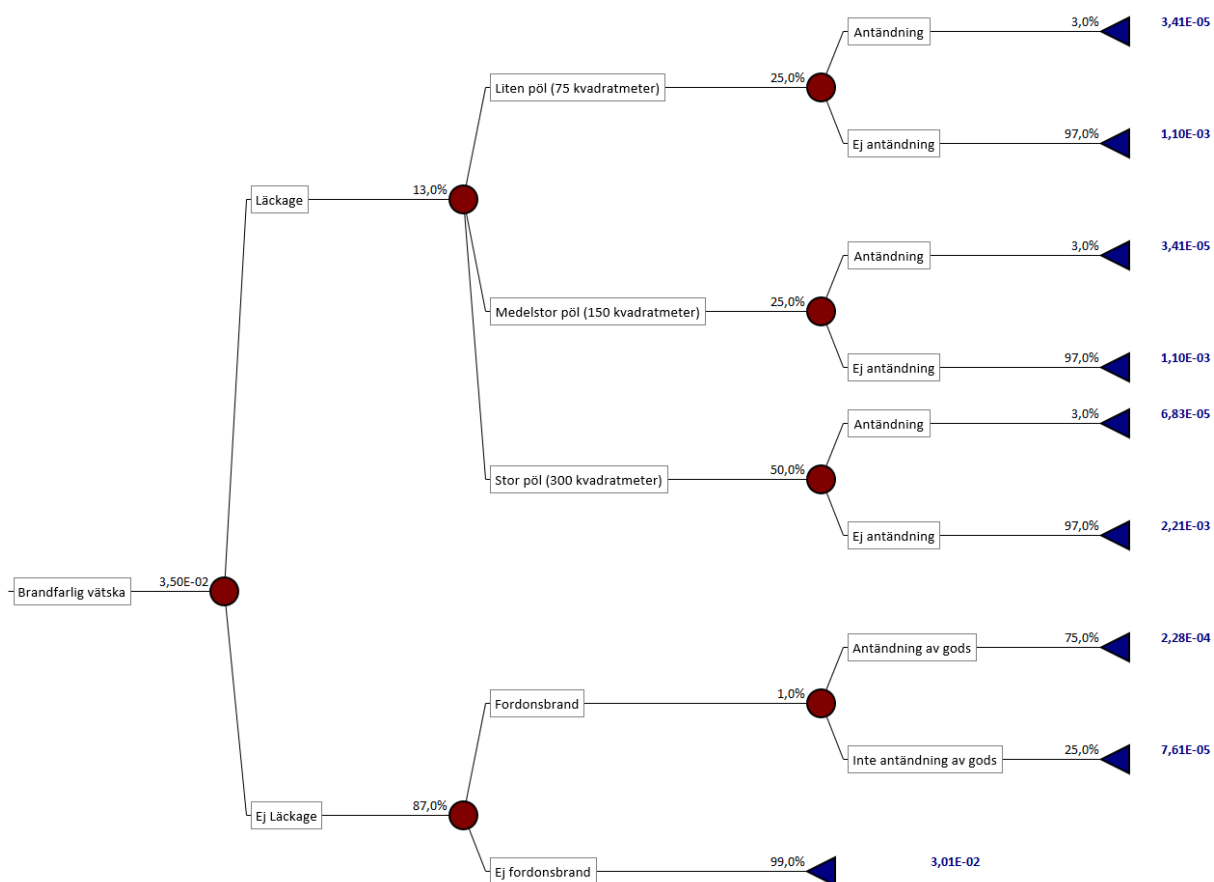 Antändning
3,0%
3,41E-05
Liten pöl (75 kvadratmeter)
25,0%
Ej antändning
97,0%
1,10E-03
Läckage
13,0%
Antändning
3,0%
3,41E-05
Medelstor pöl (150 kvadratmeter)
25,0%
Ej antändning
97,0%
1,10E-03
Antändning
3,0%
6,83E-05
Stor pöl (300 kvadratmeter)
50,0%
Ej antändning
97,0%
2,21E-03
Brandfarlig vätska
3,50E-02
Antändning av gods
75,0%
2,28E-04
Fordonsbrand
1,0%
Inte antändning av gods
25,0%
7,61E-05
Ej Läckage
87,0%
Ej fordonsbrand
99,0%
3,01E-02